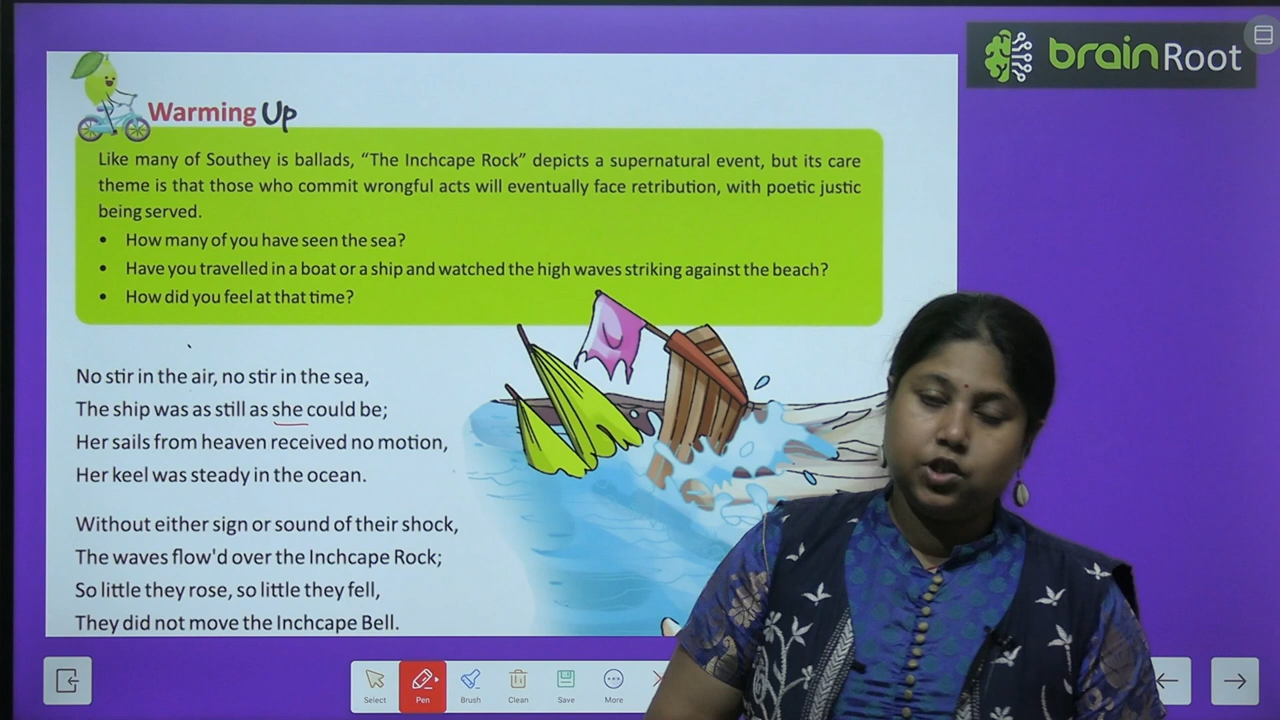 brainRoot
Warming Up
Like many of Southey is ballads, “The Inchcape Rock” depicts a supernatural event, but its care
theme is that those who commit wrongful acts will eventually face retribution, with poetic justic
being served.
• How many of you have seen the sea?
• Have you travelled in a boat or a ship and watched the high waves striking against the beach?
• How did you feel at that time?
No stir in the air, no stir in the sea,
The ship was as still as she could be;
Her sails from heaven received no motion,
Her keel was steady in the ocean.
Without either sign or sound of their shock,
The waves flow'd over the Inchcape Rock;
So little they rose, so little they fell,
They did not move the Inchcape Bell.
Select Pen Brush Clean Save More